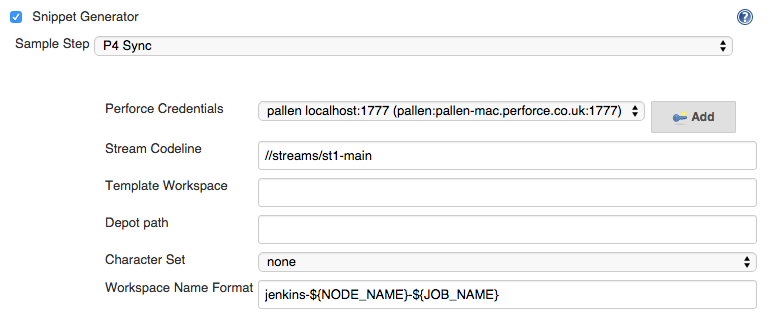 Snippet Generator
Sample Step P4 Sync
Perforce Credentials pallen localhost:1777 (pallen:pallen-mac.perforce.co.uk:1777) Add
Stream Codeline //streams/st1-main
Template Workspace
Depot path
Character Set none
Workspace Name Format jenkins-${NODE_NAME}-${JOB_NAME}